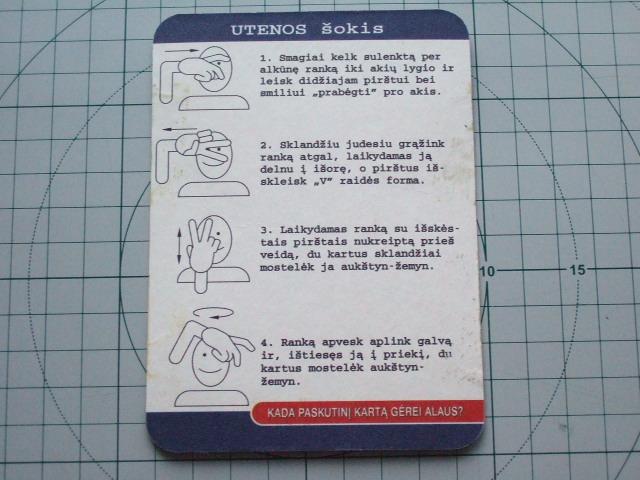 UTENOS šokis
1. Smagiai kelk sulenktą per
alkūnę ranką iki akių lygio ir
leisk didžiajam pirštui bei
smiliui „prabėgti" pro akis.
2. Sklandžiu judesiu grąžink
ranką atgal, laikydamas ją
delnu į išorę, o pirštus iš-
skleisk „V" raidės forma.
3. Laikydamas ranką su išskės-
tais pirštais nukreiptą prieš
veidą, du kartus sklandžiai
mostelėk ja aukštyn-žemyn.
4. Ranką apvesk aplink galvą
ir, ištiesęs ją į priekį, du
kartus mostelėk aukštyn-
žemyn.
KADA PASKUTINĮ KARTĄ GĖREI ALAUS?
10
15